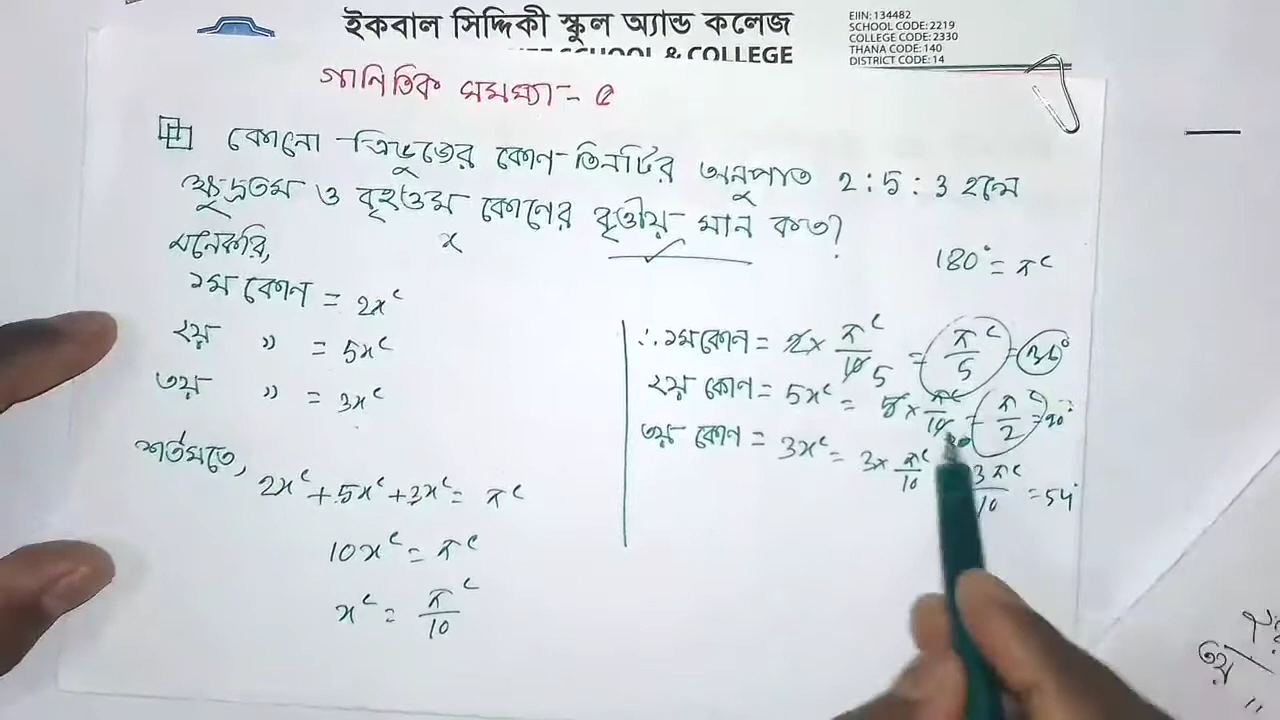 ইকবাল সিদ্দিকী স্কুল অ্যান্ড কলেজ
SCHOOL & COLLEGE
EIIN: 134482
SCHOOL CODE: 2219
COLLEGE CODE: 2330
THANA CODE: 140
DISTRICT CODE: 14
গানিতিক সমস্যা - ৫
কোনো ত্রিভুজের কোন তিনটির অনুপাত 2 : 5 : 3 হলে
ক্ষুদ্রতম ও বৃহত্তম কোনের বৃত্তীয় মান কত?
মনেকরি,
x
১ম কোন = 2x^c
২য় " = 5x^c
৩য় " = 3x^c
শর্তমতে,
2x^c + 5x^c + 3x^c = π^c
10x^c = π^c
x^c = π/10^c
180° = π^c
∴ ১ম কোন = 2 × π^c/10 5 = π^c/5 = 36°
২য় কোন = 5x^c = 5 × π^c/10 = π^c/2 = 90°
৩য় কোন = 3x^c = 3 × π^c/10 3π^c/10 = 54°
৩য়
"